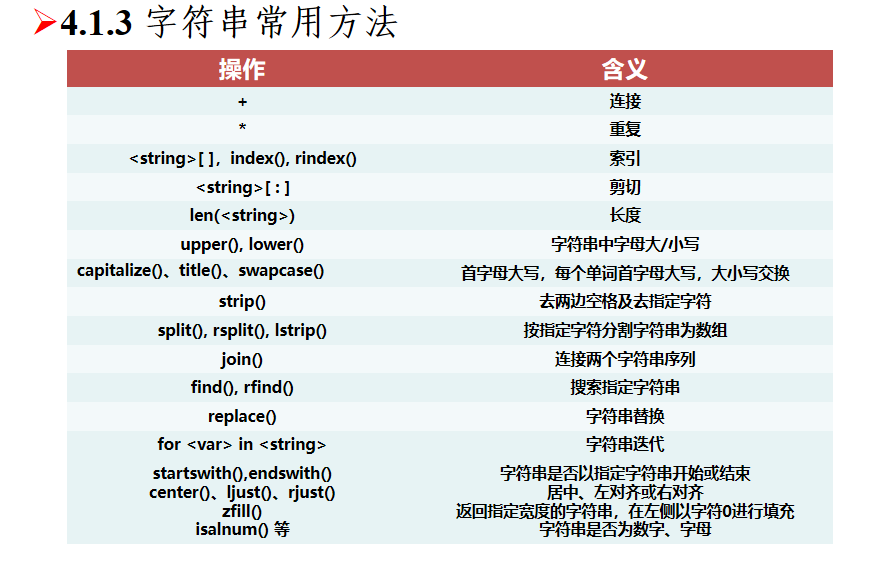 ➢4.1.3 字符串常用方法
操作 含义
+ 连接
* 重复
<string>[ ]，index(), rindex() 索引
<string>[ : ] 剪切
len(<string>) 长度
upper(), lower() 字符串中字母大/小写
capitalize()、title()、swapcase() 首字母大写，每个单词首字母大写，大小写交换
strip() 去两边空格及去指定字符
split(), rsplit(), lstrip() 按指定字符分割字符串为数组
join() 连接两个字符串序列
find(), rfind() 搜索指定字符串
replace() 字符串替换
for <var> in <string> 字符串迭代
startswith(),endswith() 字符串是否以指定字符串开始或结束
center()、ljust()、rjust() 居中、左对齐或右对齐
zfill() 返回指定宽度的字符串，在左侧以字符0进行填充
isalnum() 等 字符串是否为数字、字母